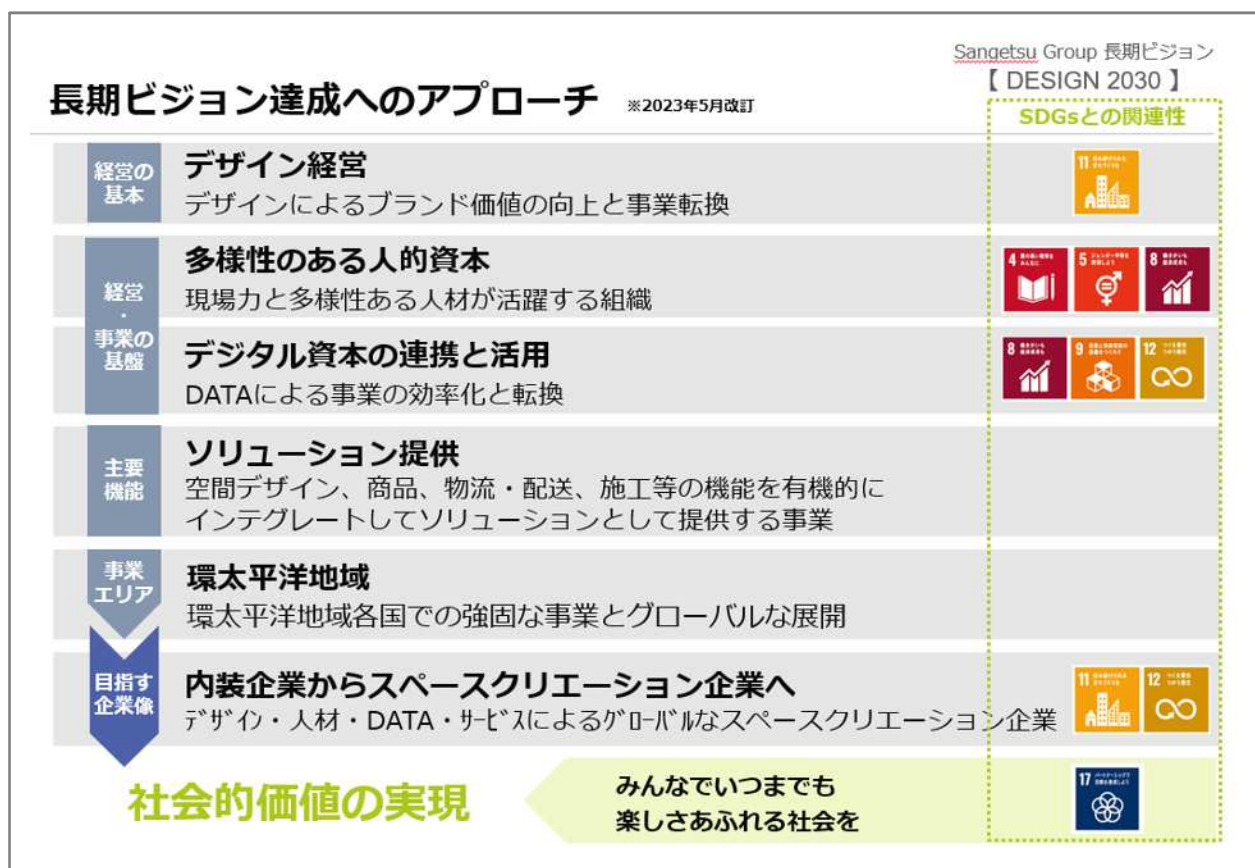 Sangetsu Group 長期ビジョン
【 DESIGN 2030 】
長期ビジョン達成へのアプローチ ※2023年5月改訂
SDGsとの関連性
経営の
基本
デザイン経営
デザインによるブランド価値の向上と事業転換
11
経営
・
事業の
基盤
多様性のある人的資本
現場力と多様性ある人材が活躍する組織
4 5 8
デジタル資本の連携と活用
DATAによる事業の効率化と転換
8 9 12
主要
機能
ソリューション提供
空間デザイン、商品、物流・配送、施工等の機能を有機的に
インテグレートしてソリューションとして提供する事業
事業
エリア
環太平洋地域
環太平洋地域各国での強固な事業とグローバルな展開
目指す
企業像
内装企業からスペースクリエーション企業へ
ﾃﾞｻﾞｲﾝ・人材・DATA・ｻｰﾋﾞｽによるｸﾞﾛｰﾊﾞﾙなスペースクリエーション企業
11 12
社会的価値の実現
みんなでいつまでも
楽しさあふれる社会を
17